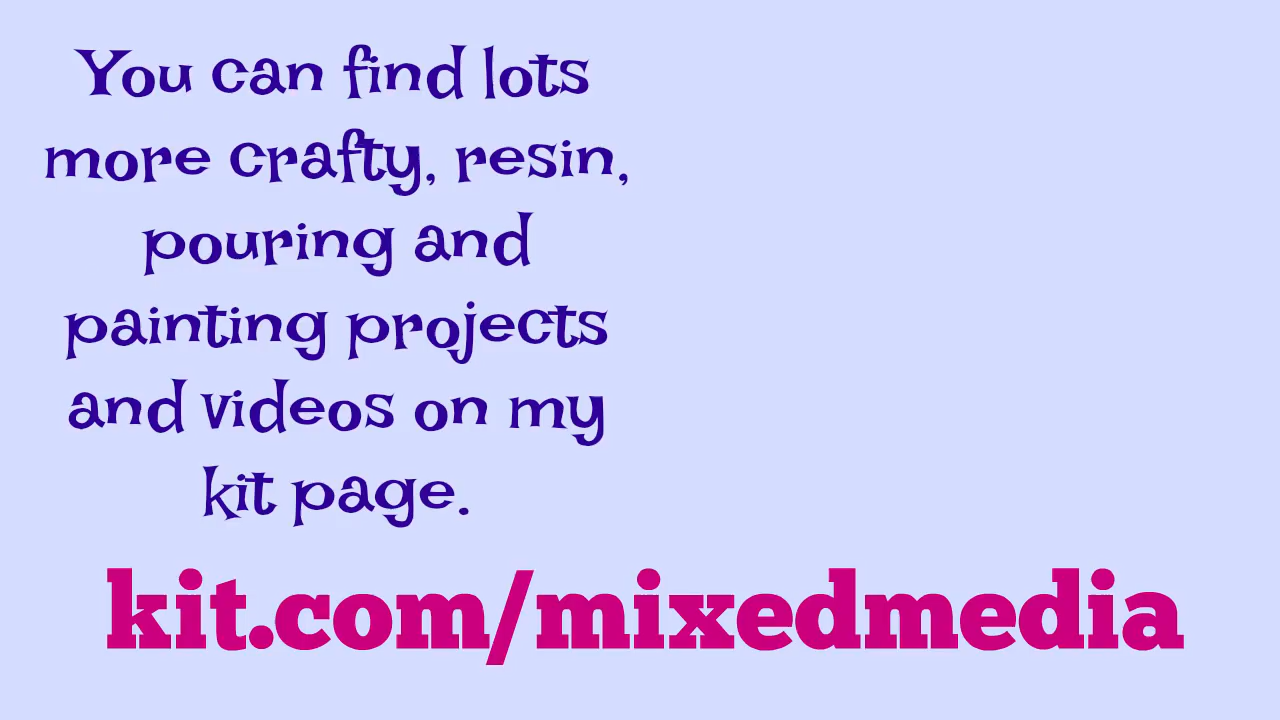 You can find lots
more crafty, resin,
pouring and
painting projects
and videos on my
kit page.
kit.com/mixedmedia